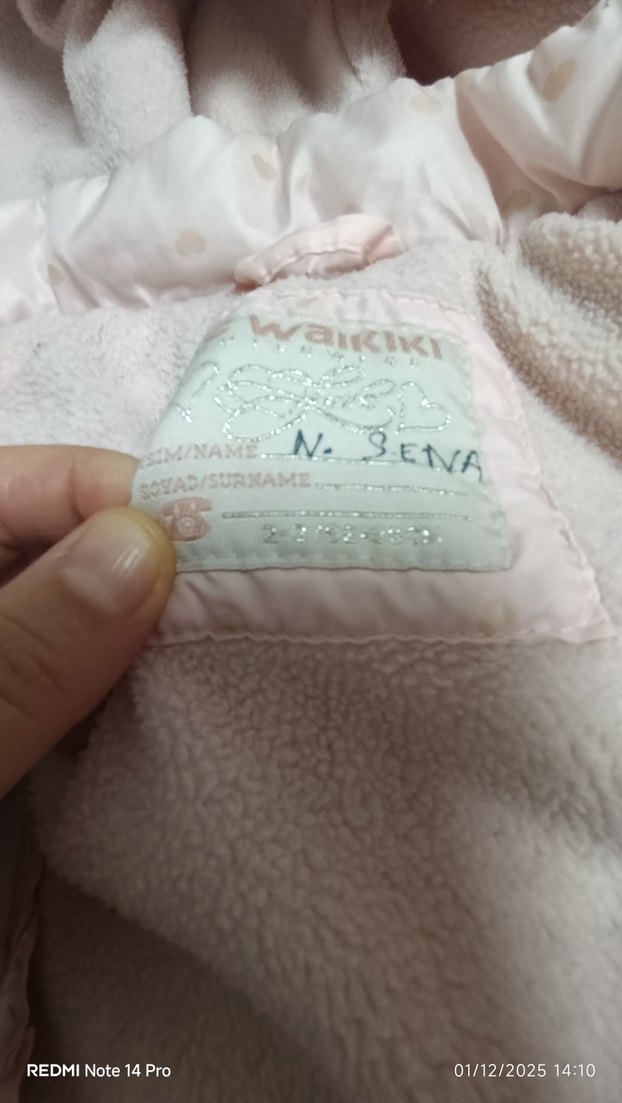 Waikiki
İSİM/NAME N. SENA
SOYAD/SURNAME
REDMI Note 14 Pro
01/12/2025 14:10